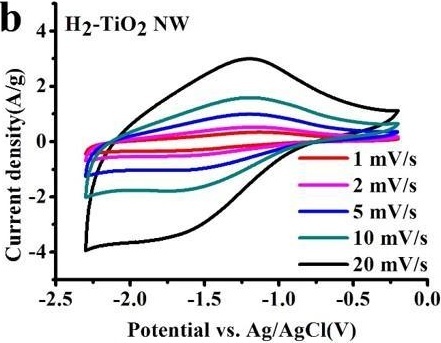 b
H2-TiO2 NW
Current density(A/g)
4
2
0
-2
-4
1 mV/s
2 mV/s
5 mV/s
10 mV/s
20 mV/s
-2.5 -2.0 -1.5 -1.0 -0.5 0.0
Potential vs. Ag/AgCl(V)